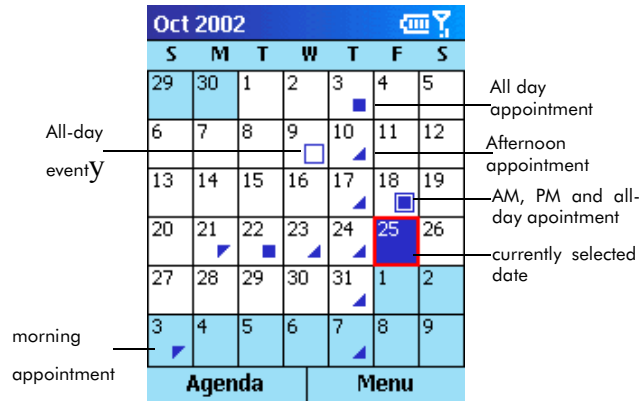 Oct 2002
S M T W T F S
29 30 1 2 3 4 5
All day
appointment
6 7 8 9 10 11 12
All-day
eventy
Afternoon
appointment
13 14 15 16 17 18 19
AM, PM and all-
day apointment
20 21 22 23 24 25 26
currently selected
date
27 28 29 30 31 1 2
3 4 5 6 7 8 9
morning
appointment
Agenda Menu